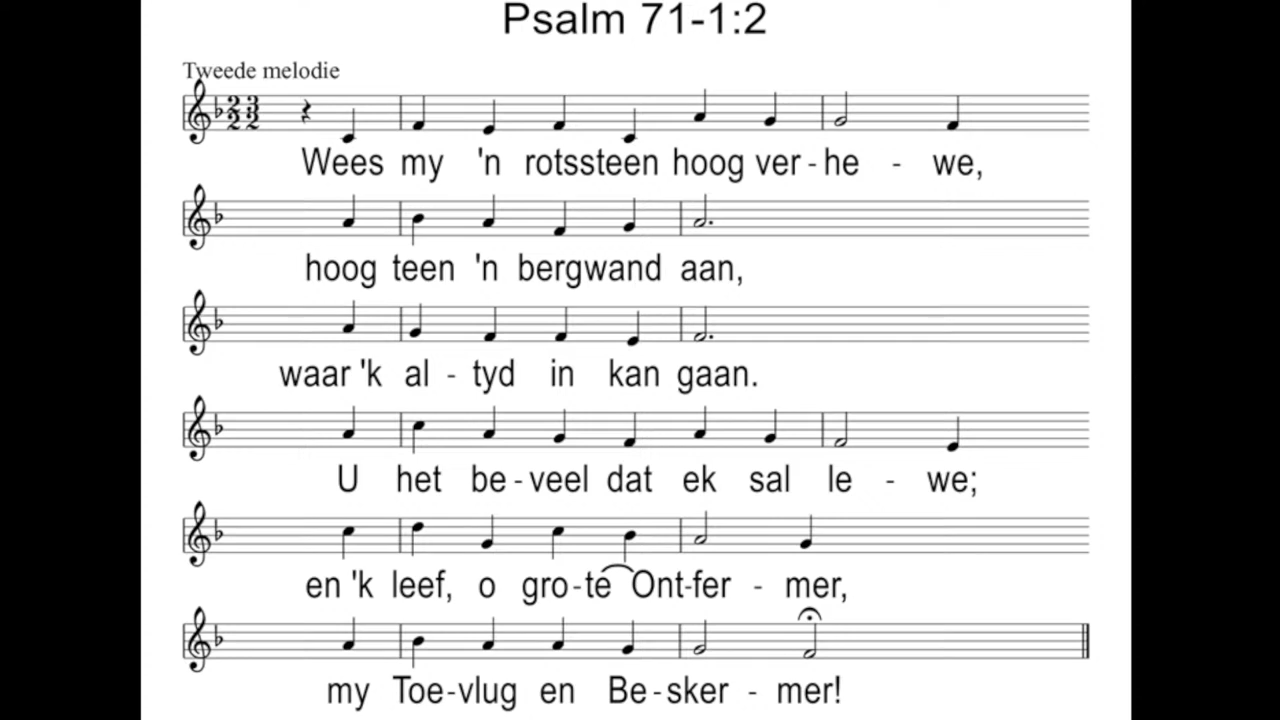 Psalm 71-1:2
Tweede melodie
Wees my 'n rotssteen hoog ver-he - we,
hoog teen 'n bergwand aan,
waar 'k al - tyd in kan gaan.
U het be-veel dat ek sal le - we;
en 'k leef, o gro-te Ont-fer - mer,
my Toe-vlug en Be-sker - mer!